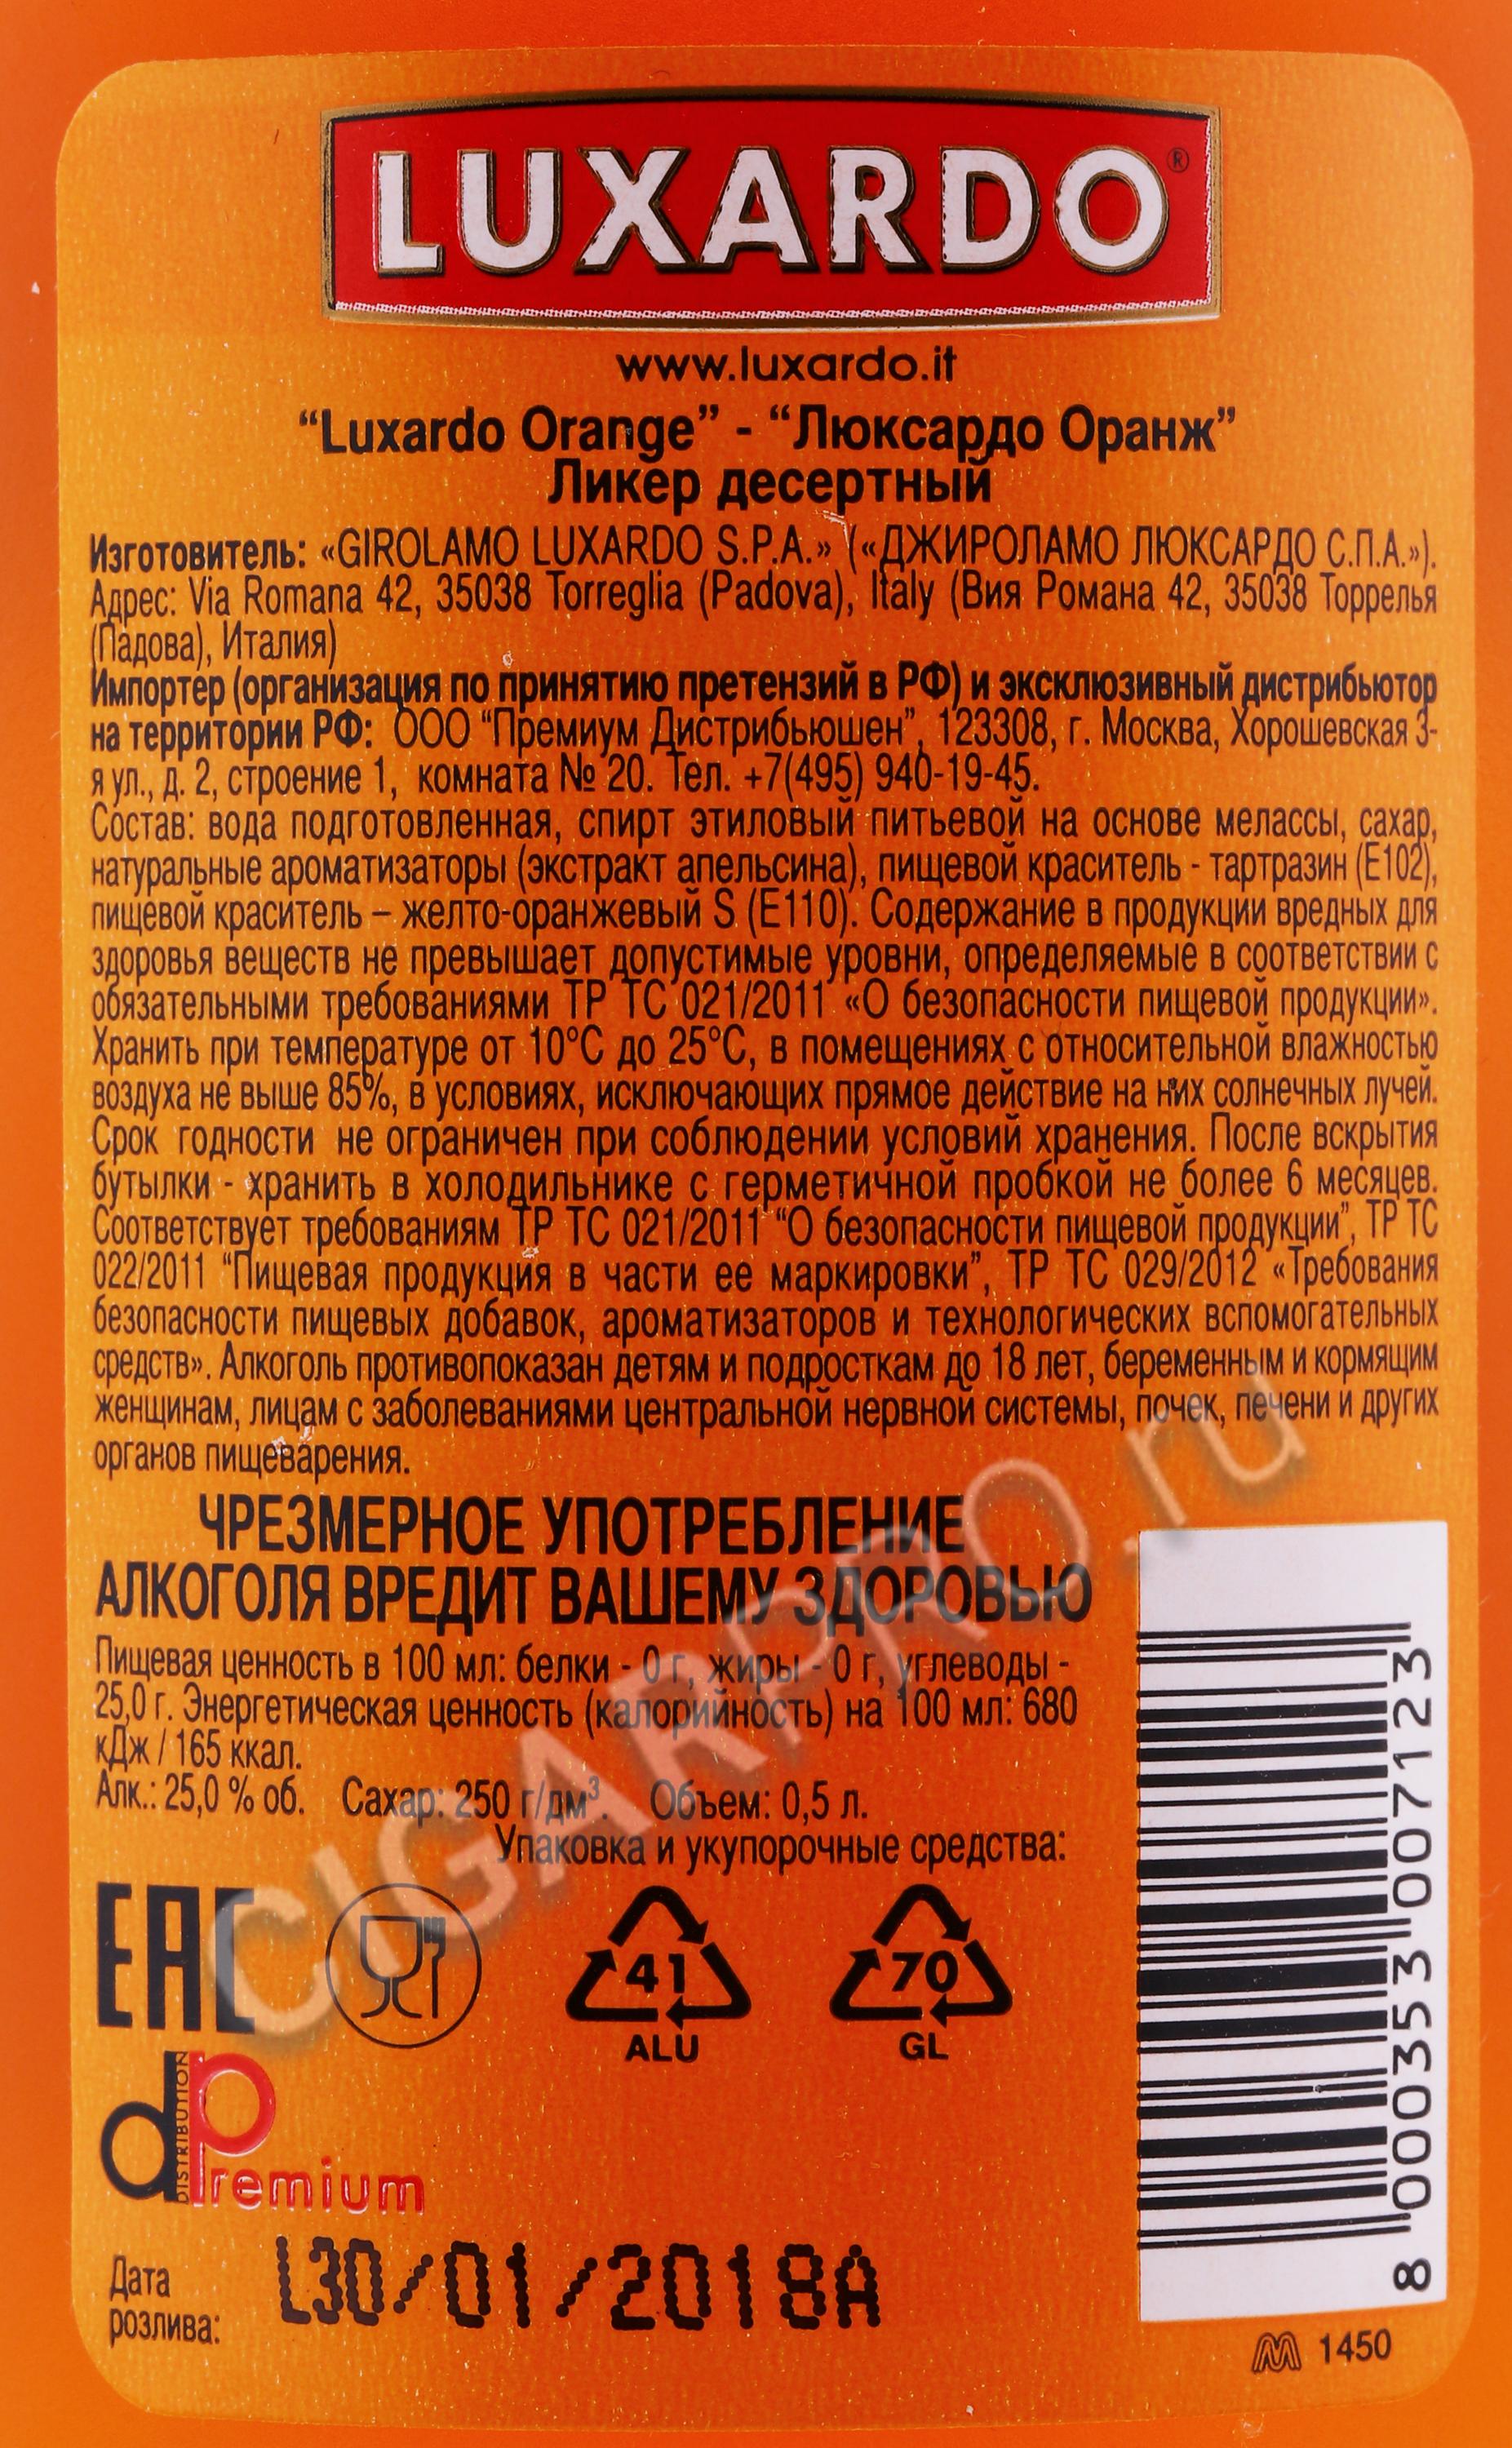 LUXARDO®
www.luxardo.it
“Luxardo Orange” - “Люксардо Оранж”
Ликер десертный
Изготовитель: «GIROLAMO LUXARDO S.P.A.» («ДЖИРОЛАМО ЛЮКСАРДО С.П.А.»).
Адрес: Via Romana 42, 35038 Torreglia (Padova), Italy (Вия Романа 42, 35038 Торрелья
(Падова), Италия)
Импортер (организация по принятию претензий в РФ) и эксклюзивный дистрибьютор
на территории РФ: ООО “Премиум Дистрибьюшен”, 123308, г. Москва, Хорошевская 3-
я ул., д. 2, строение 1, комната № 20. Тел. +7(495) 940-19-45.
Состав: вода подготовленная, спирт этиловый питьевой на основе мелассы, сахар,
натуральные ароматизаторы (экстракт апельсина), пищевой краситель - тартразин (Е102),
пищевой краситель – желто-оранжевый S (Е110). Содержание в продукции вредных для
здоровья веществ не превышает допустимые уровни, определяемые в соответствии с
обязательными требованиями ТР ТС 021/2011 «О безопасности пищевой продукции».
Хранить при температуре от 10°C до 25°C, в помещениях с относительной влажностью
воздуха не выше 85%, в условиях, исключающих прямое действие на них солнечных лучей.
Срок годности не ограничен при соблюдении условий хранения. После вскрытия
бутылки - хранить в холодильнике с герметичной пробкой не более 6 месяцев.
Соответствует требованиям ТР ТС 021/2011 “О безопасности пищевой продукции”, ТР ТС
022/2011 “Пищевая продукция в части ее маркировки”, ТР ТС 029/2012 «Требования
безопасности пищевых добавок, ароматизаторов и технологических вспомогательных
средств». Алкоголь противопоказан детям и подросткам до 18 лет, беременным и кормящим
женщинам, лицам с заболеваниями центральной нервной системы, почек, печени и других
органов пищеварения.
ЧРЕЗМЕРНОЕ УПОТРЕБЛЕНИЕ
АЛКОГОЛЯ ВРЕДИТ ВАШЕМУ ЗДОРОВЬЮ
Пищевая ценность в 100 мл: белки - 0 г, жиры - 0 г, углеводы -
25,0 г. Энергетическая ценность (калорийность) на 100 мл: 680
кДж / 165 ккал.
Алк.: 25,0 % об. Сахар: 250 г/дм³. Объем: 0,5 л.
Упаковка и укупорочные средства:
EAC
41
ALU
70
GL
dp
DISTRIBUTION
Premium
Дата
розлива:
L30/01/2018A
8 000353 007123
1450
CIGARPRO.ru